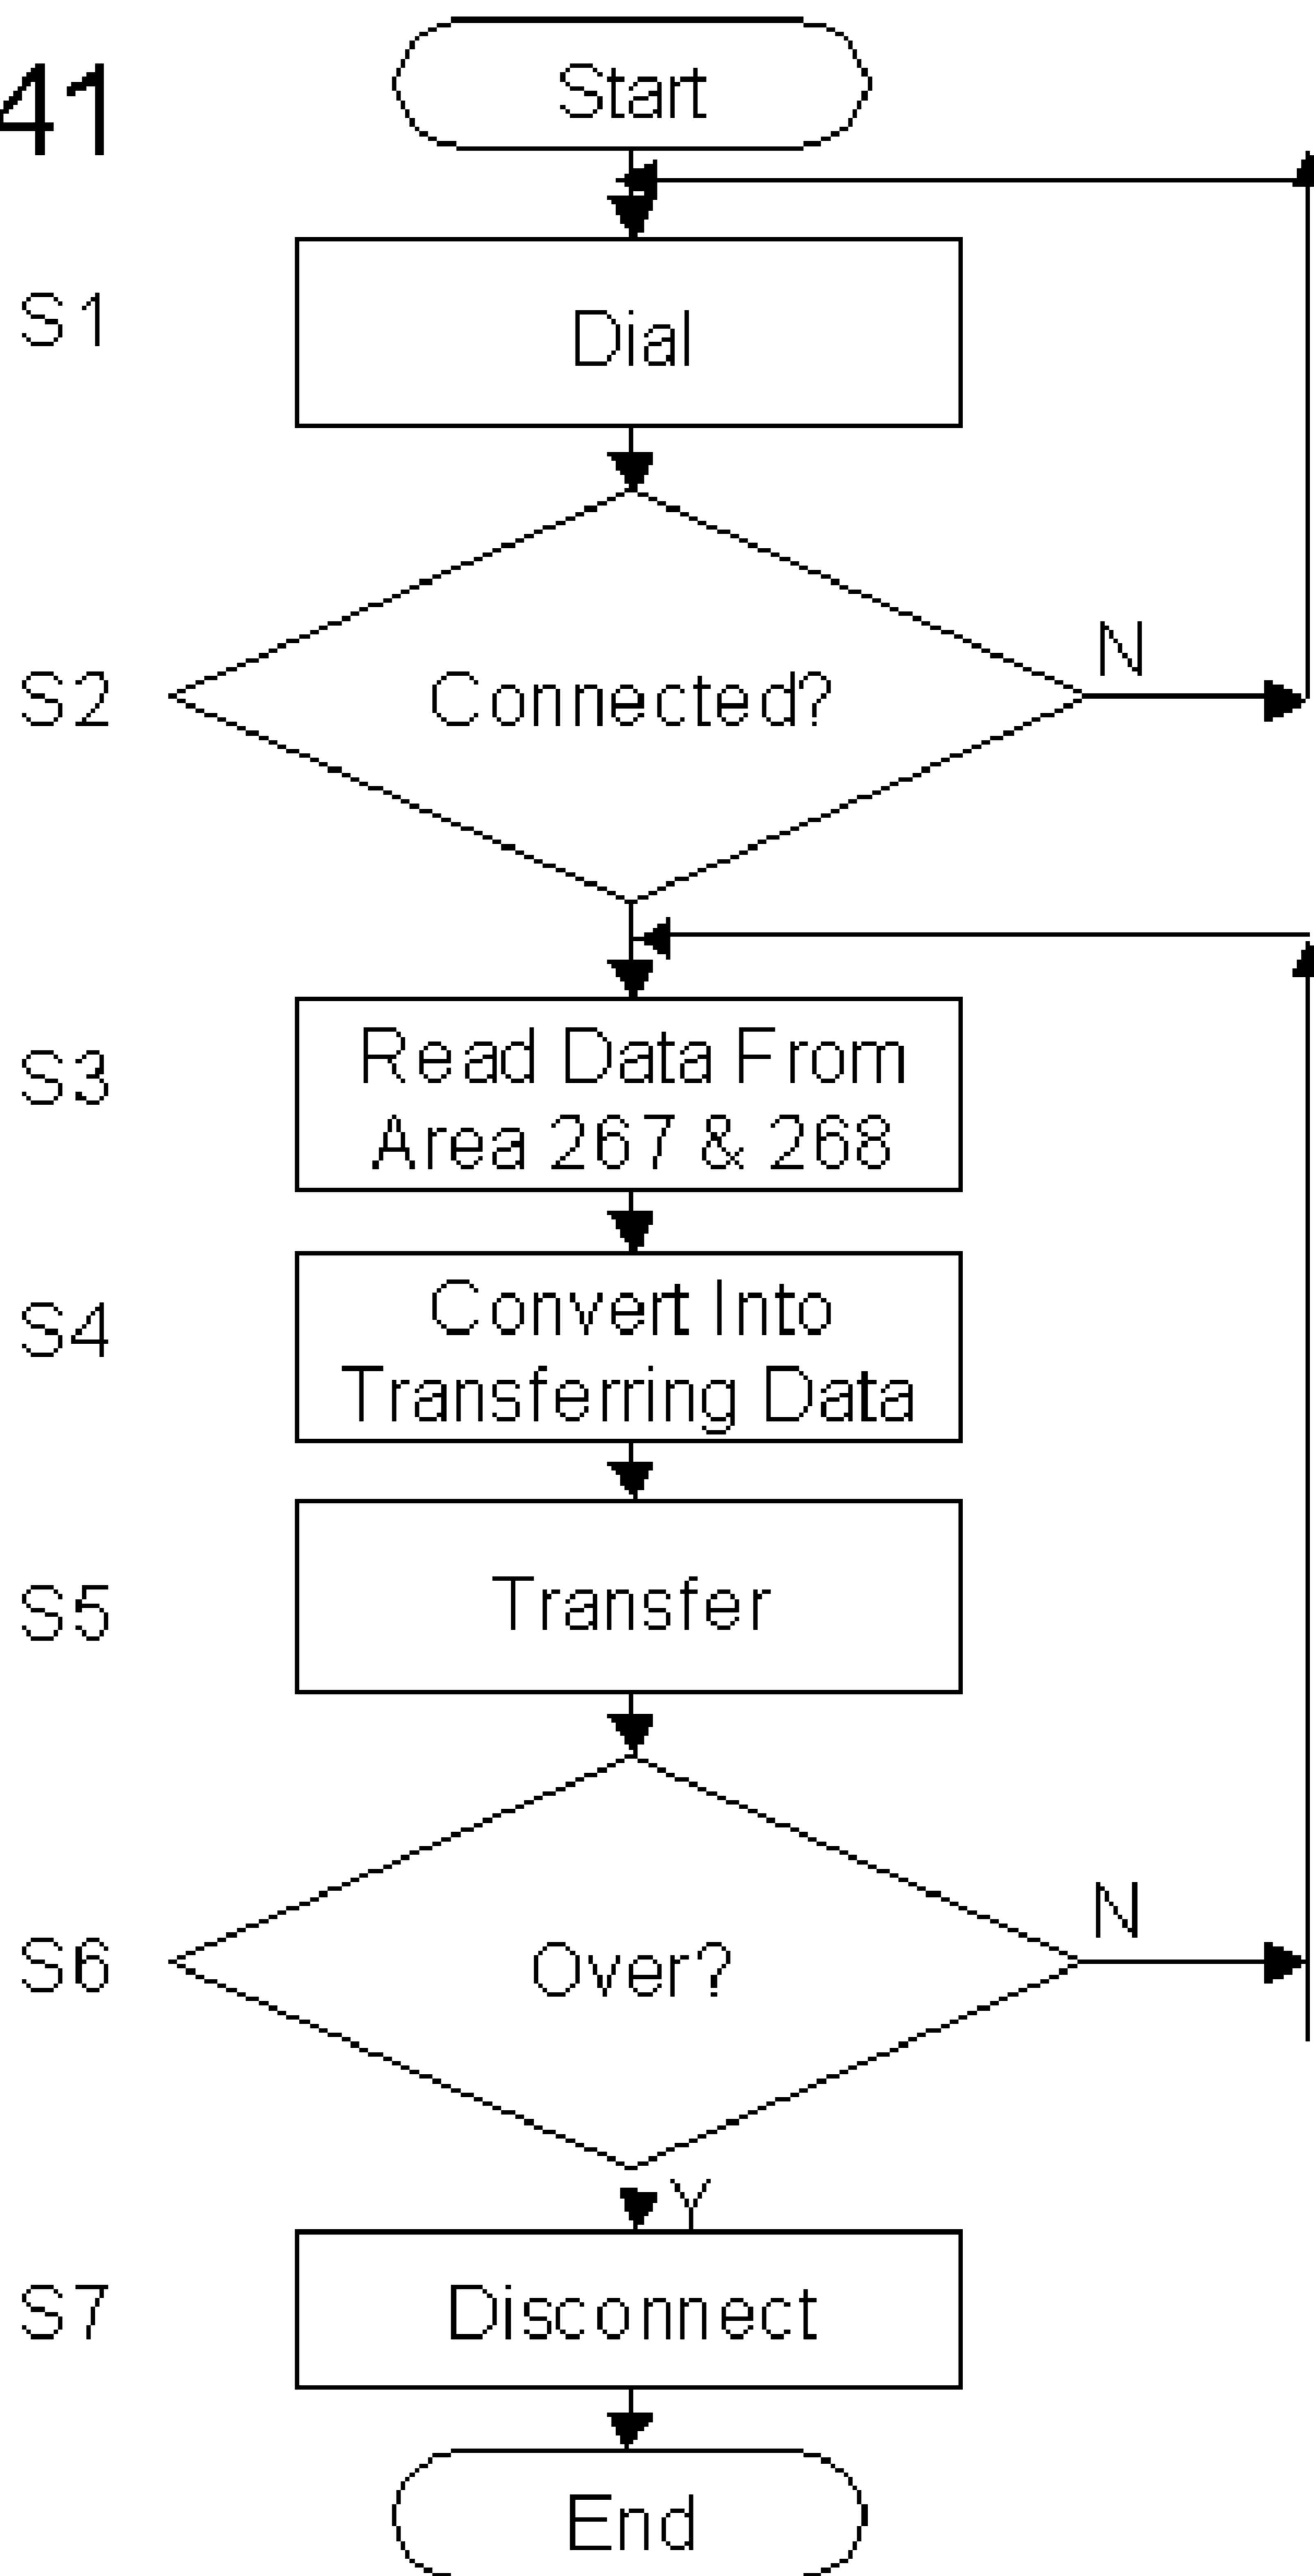 41
Start
S1
Dial
S2
Connected?
N
S3
Read Data From
Area 267 & 268
S4
Convert Into
Transferring Data
S5
Transfer
S6
Over?
N
Y
S7
Disconnect
End